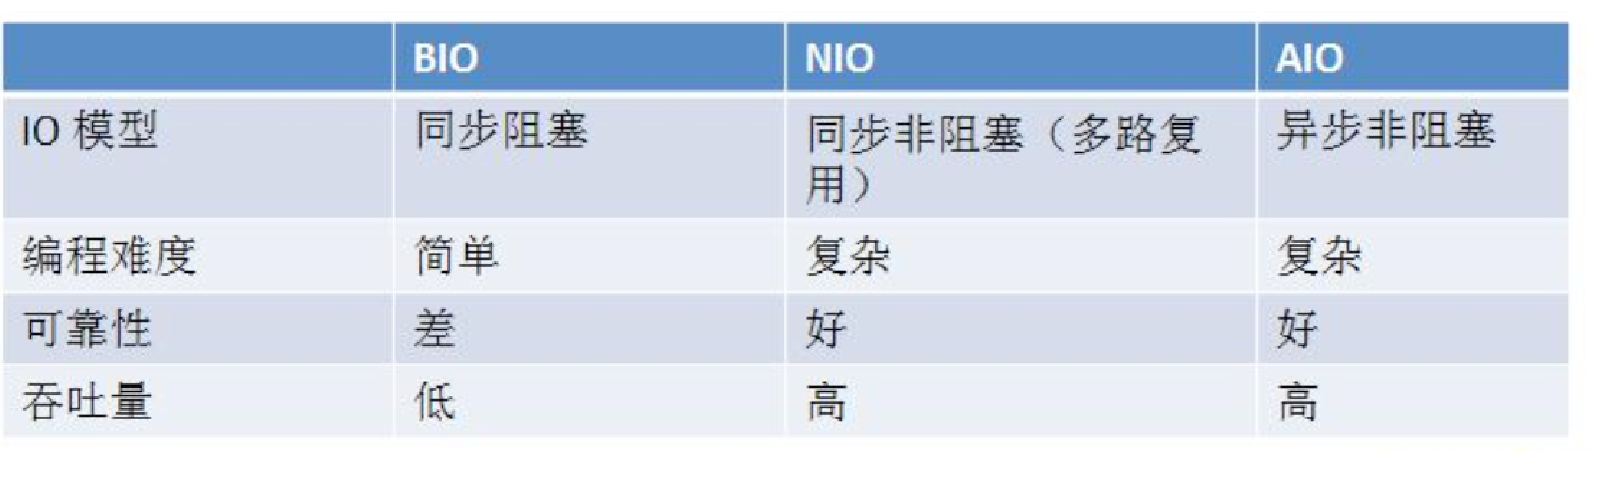 BIO NIO AIO
IO 模型 同步阻塞 同步非阻塞（多路复 异步非阻塞
用）
编程难度 简单 复杂 复杂
可靠性 差 好 好
吞吐量 低 高 高